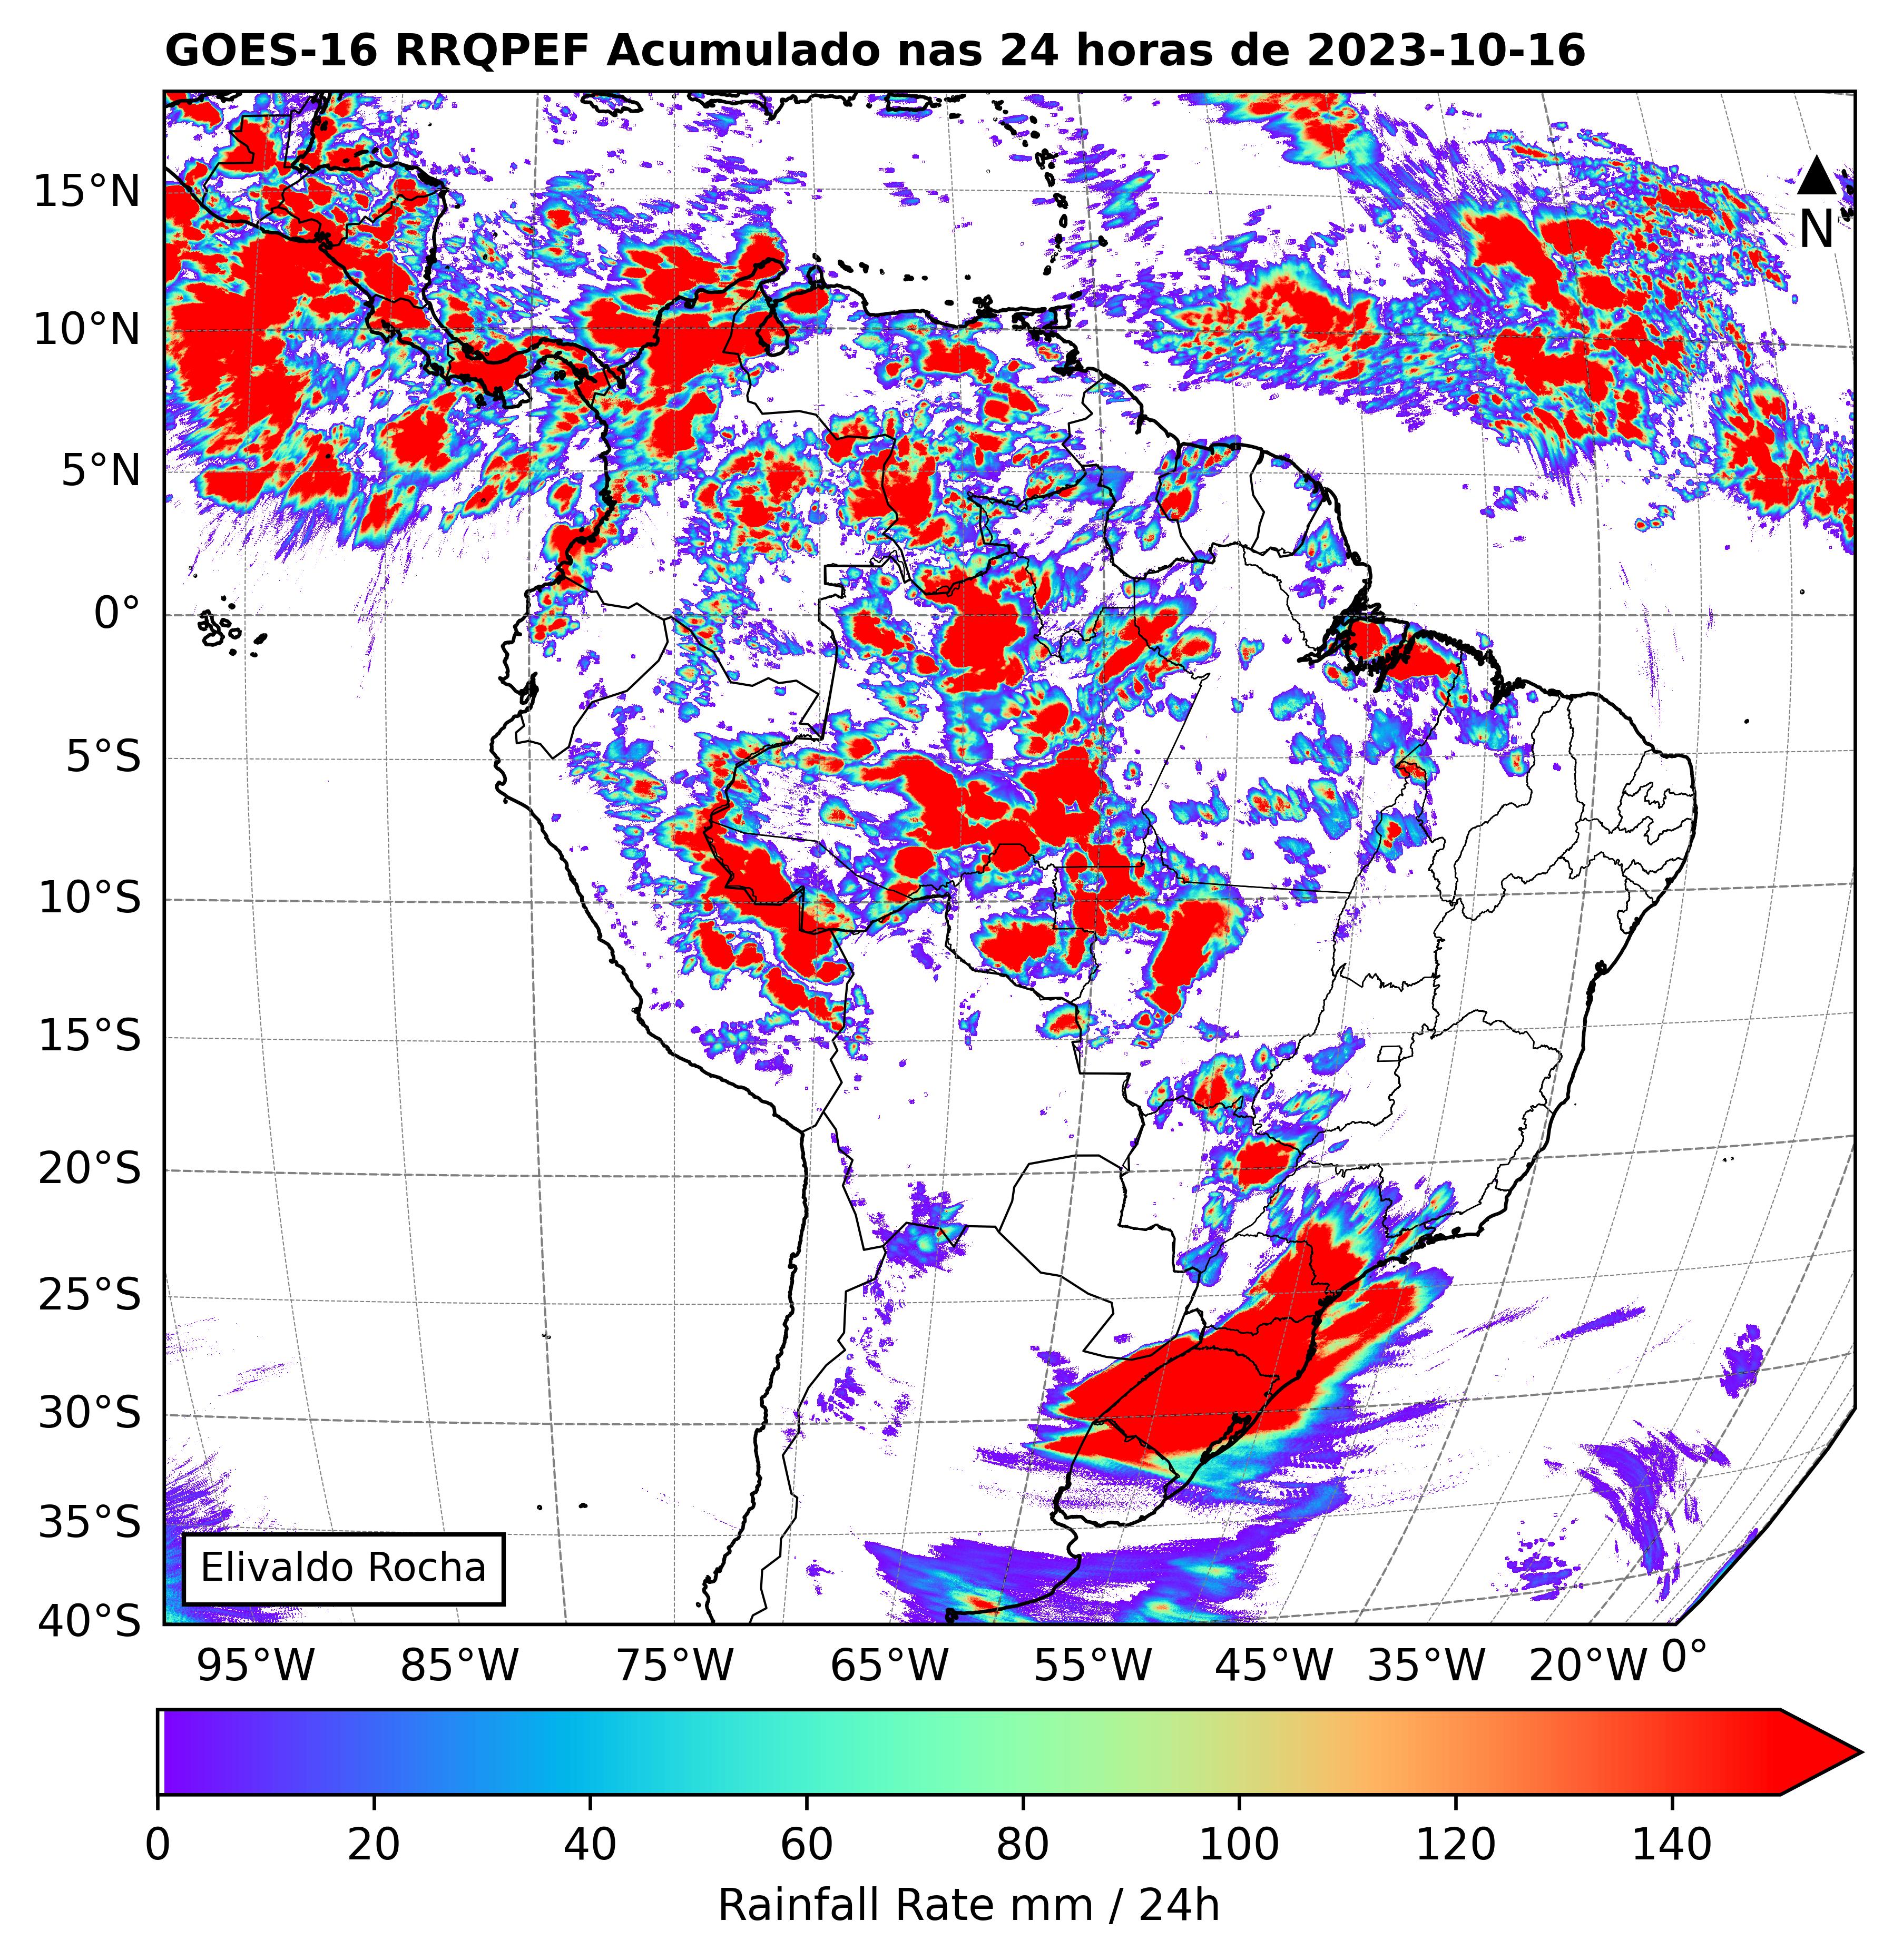 GOES-16 RRQPEF Acumulado nas 24 horas de 2023-10-16
N
15°N
10°N
5°N
0°
5°S
10°S
15°S
20°S
25°S
30°S
35°S
40°S
Elivaldo Rocha
95°W 85°W 75°W 65°W 55°W 45°W 35°W 20°W 0°
0 20 40 60 80 100 120 140
Rainfall Rate mm / 24h